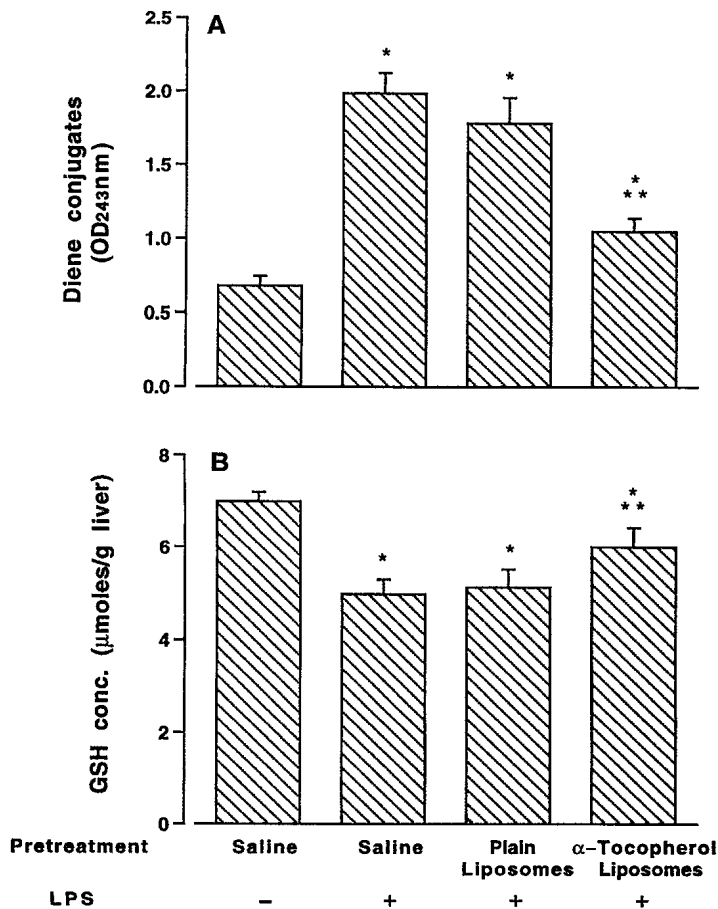 A
2.5
2.0
1.5
1.0
0.5
0.0
Diene conjugates
(OD243nm)
*
*
*
**
B
8
6
4
2
0
GSH conc. (μmoles/g liver)
*
*
*
**
Pretreatment Saline Saline Plain Liposomes α-Tocopherol Liposomes
LPS - + + +